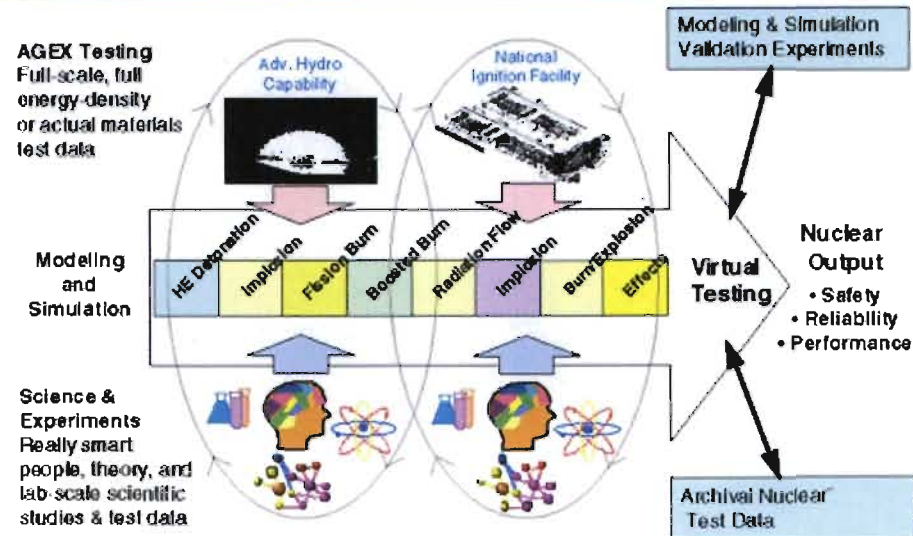 AGEX Testing
Full-scale, full
energy-density
or actual materials
test data
Adv. Hydro
Capability
National
Ignition Facility
Modeling & Simulation
Validation Experiments
Modeling
and
Simulation
HE Detonation
Implosion
Fission Burn
Boosted Burn
Radiation Flow
Implosion
Burn/Explosion
Effects
Virtual
Testing
Nuclear
Output
• Safety
• Reliability
• Performance
Science &
Experiments
Really smart
people, theory, and
lab-scale scientific
studies & test data
Archival Nuclear
Test Data